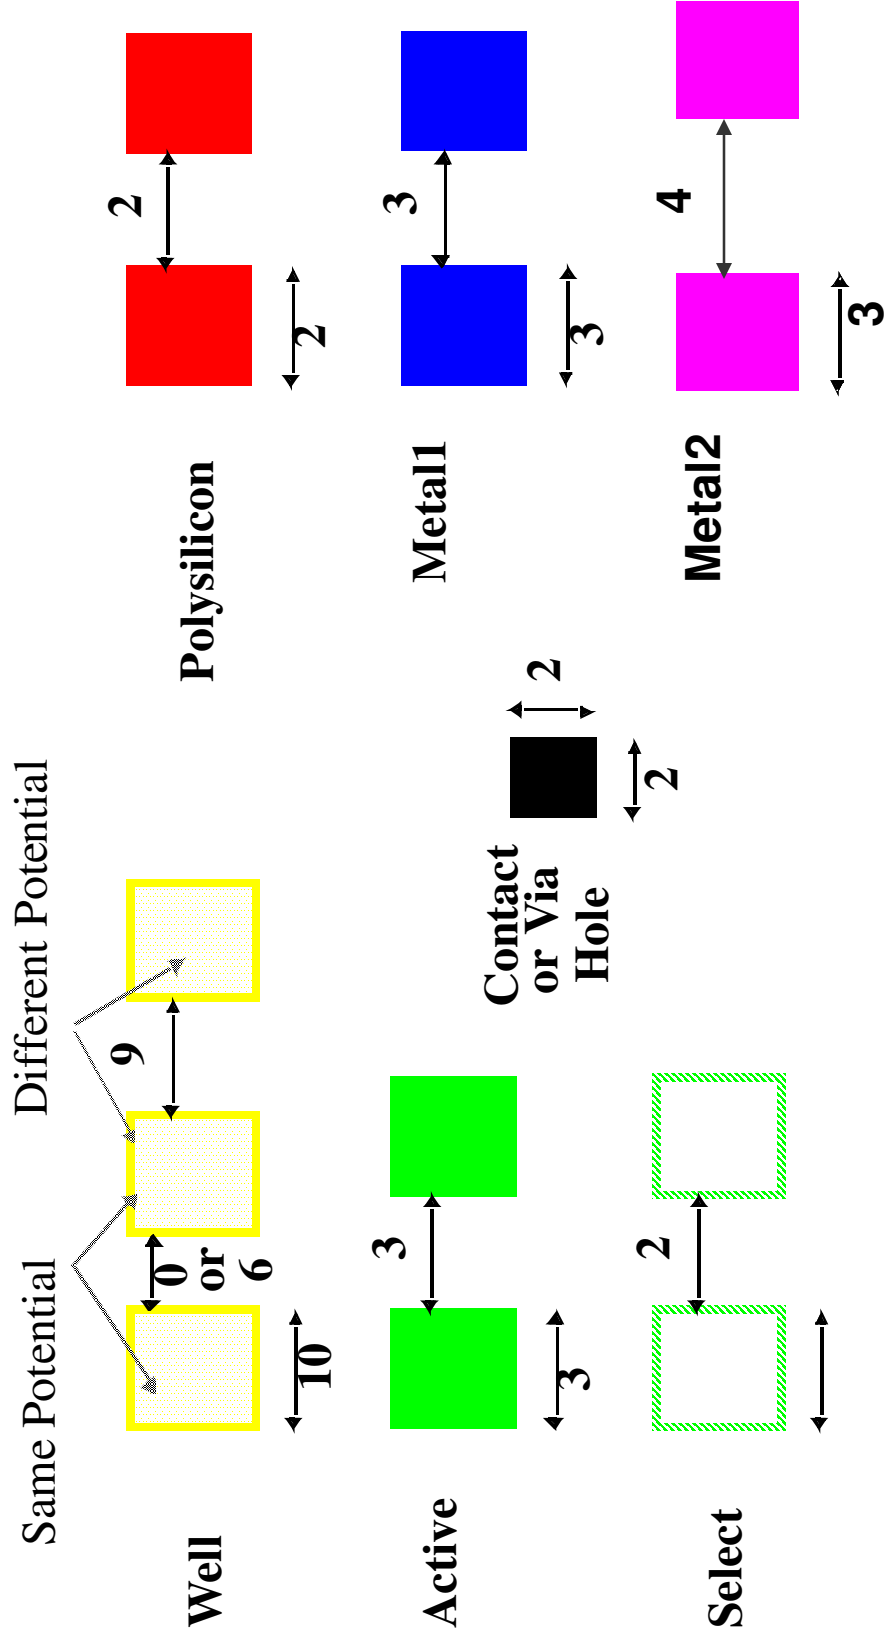 Same Potential
Different Potential
Well
0
or
6
9
10
Polysilicon
2
2
Active
3
3
Metal1
3
3
Contact
or Via
Hole
2
2
Select
2
Metal2
4
3